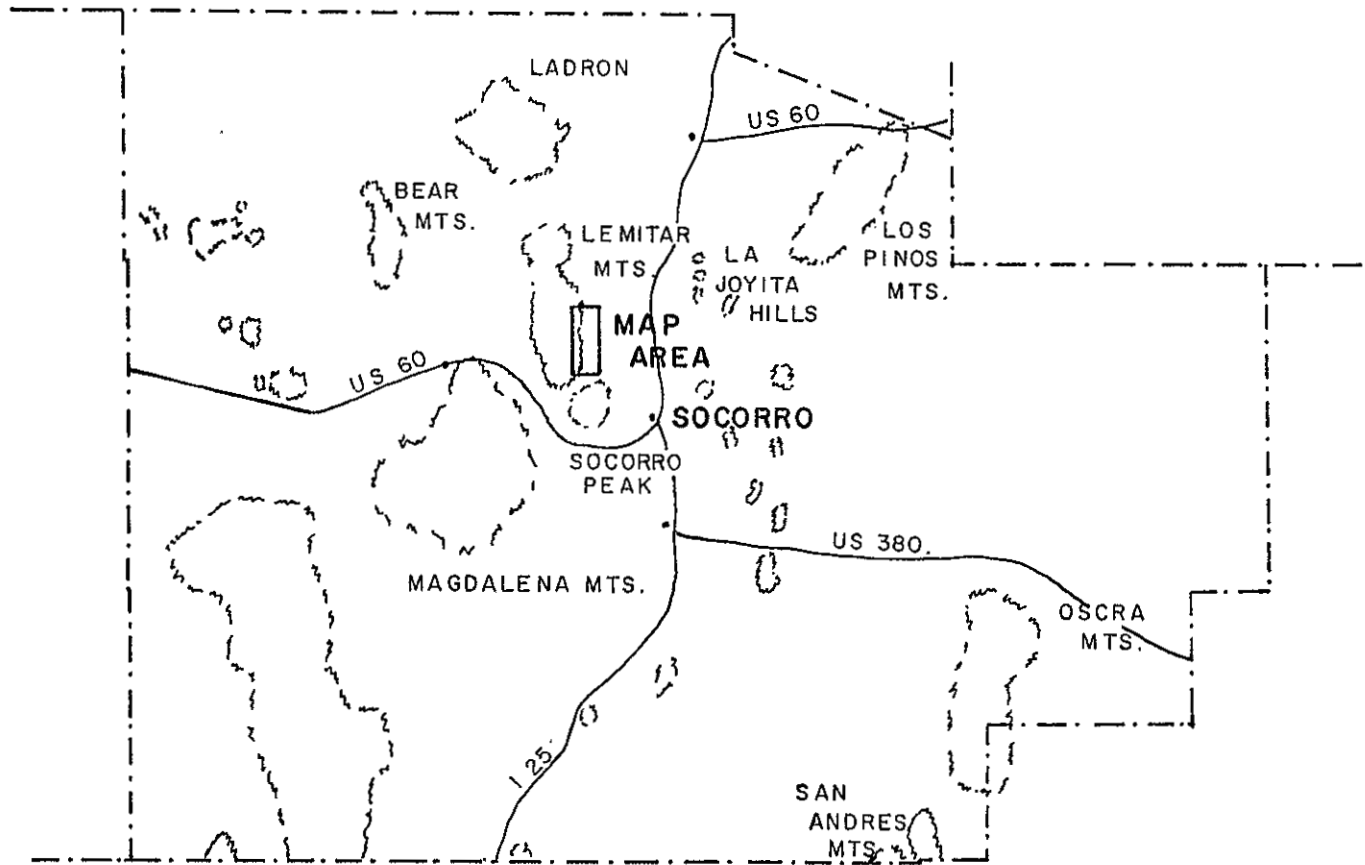 LADRON
US 60
BEAR
MTS.
LEMITAR
MTS.
LA
JOYITA
HILLS
LOS
PINOS
MTS.
MAP
AREA
US 60
SOCORRO
SOCORRO
PEAK
MAGDALENA MTS.
US 380.
OSCRA
MTS.
I 25
SAN
ANDRES
MTS.